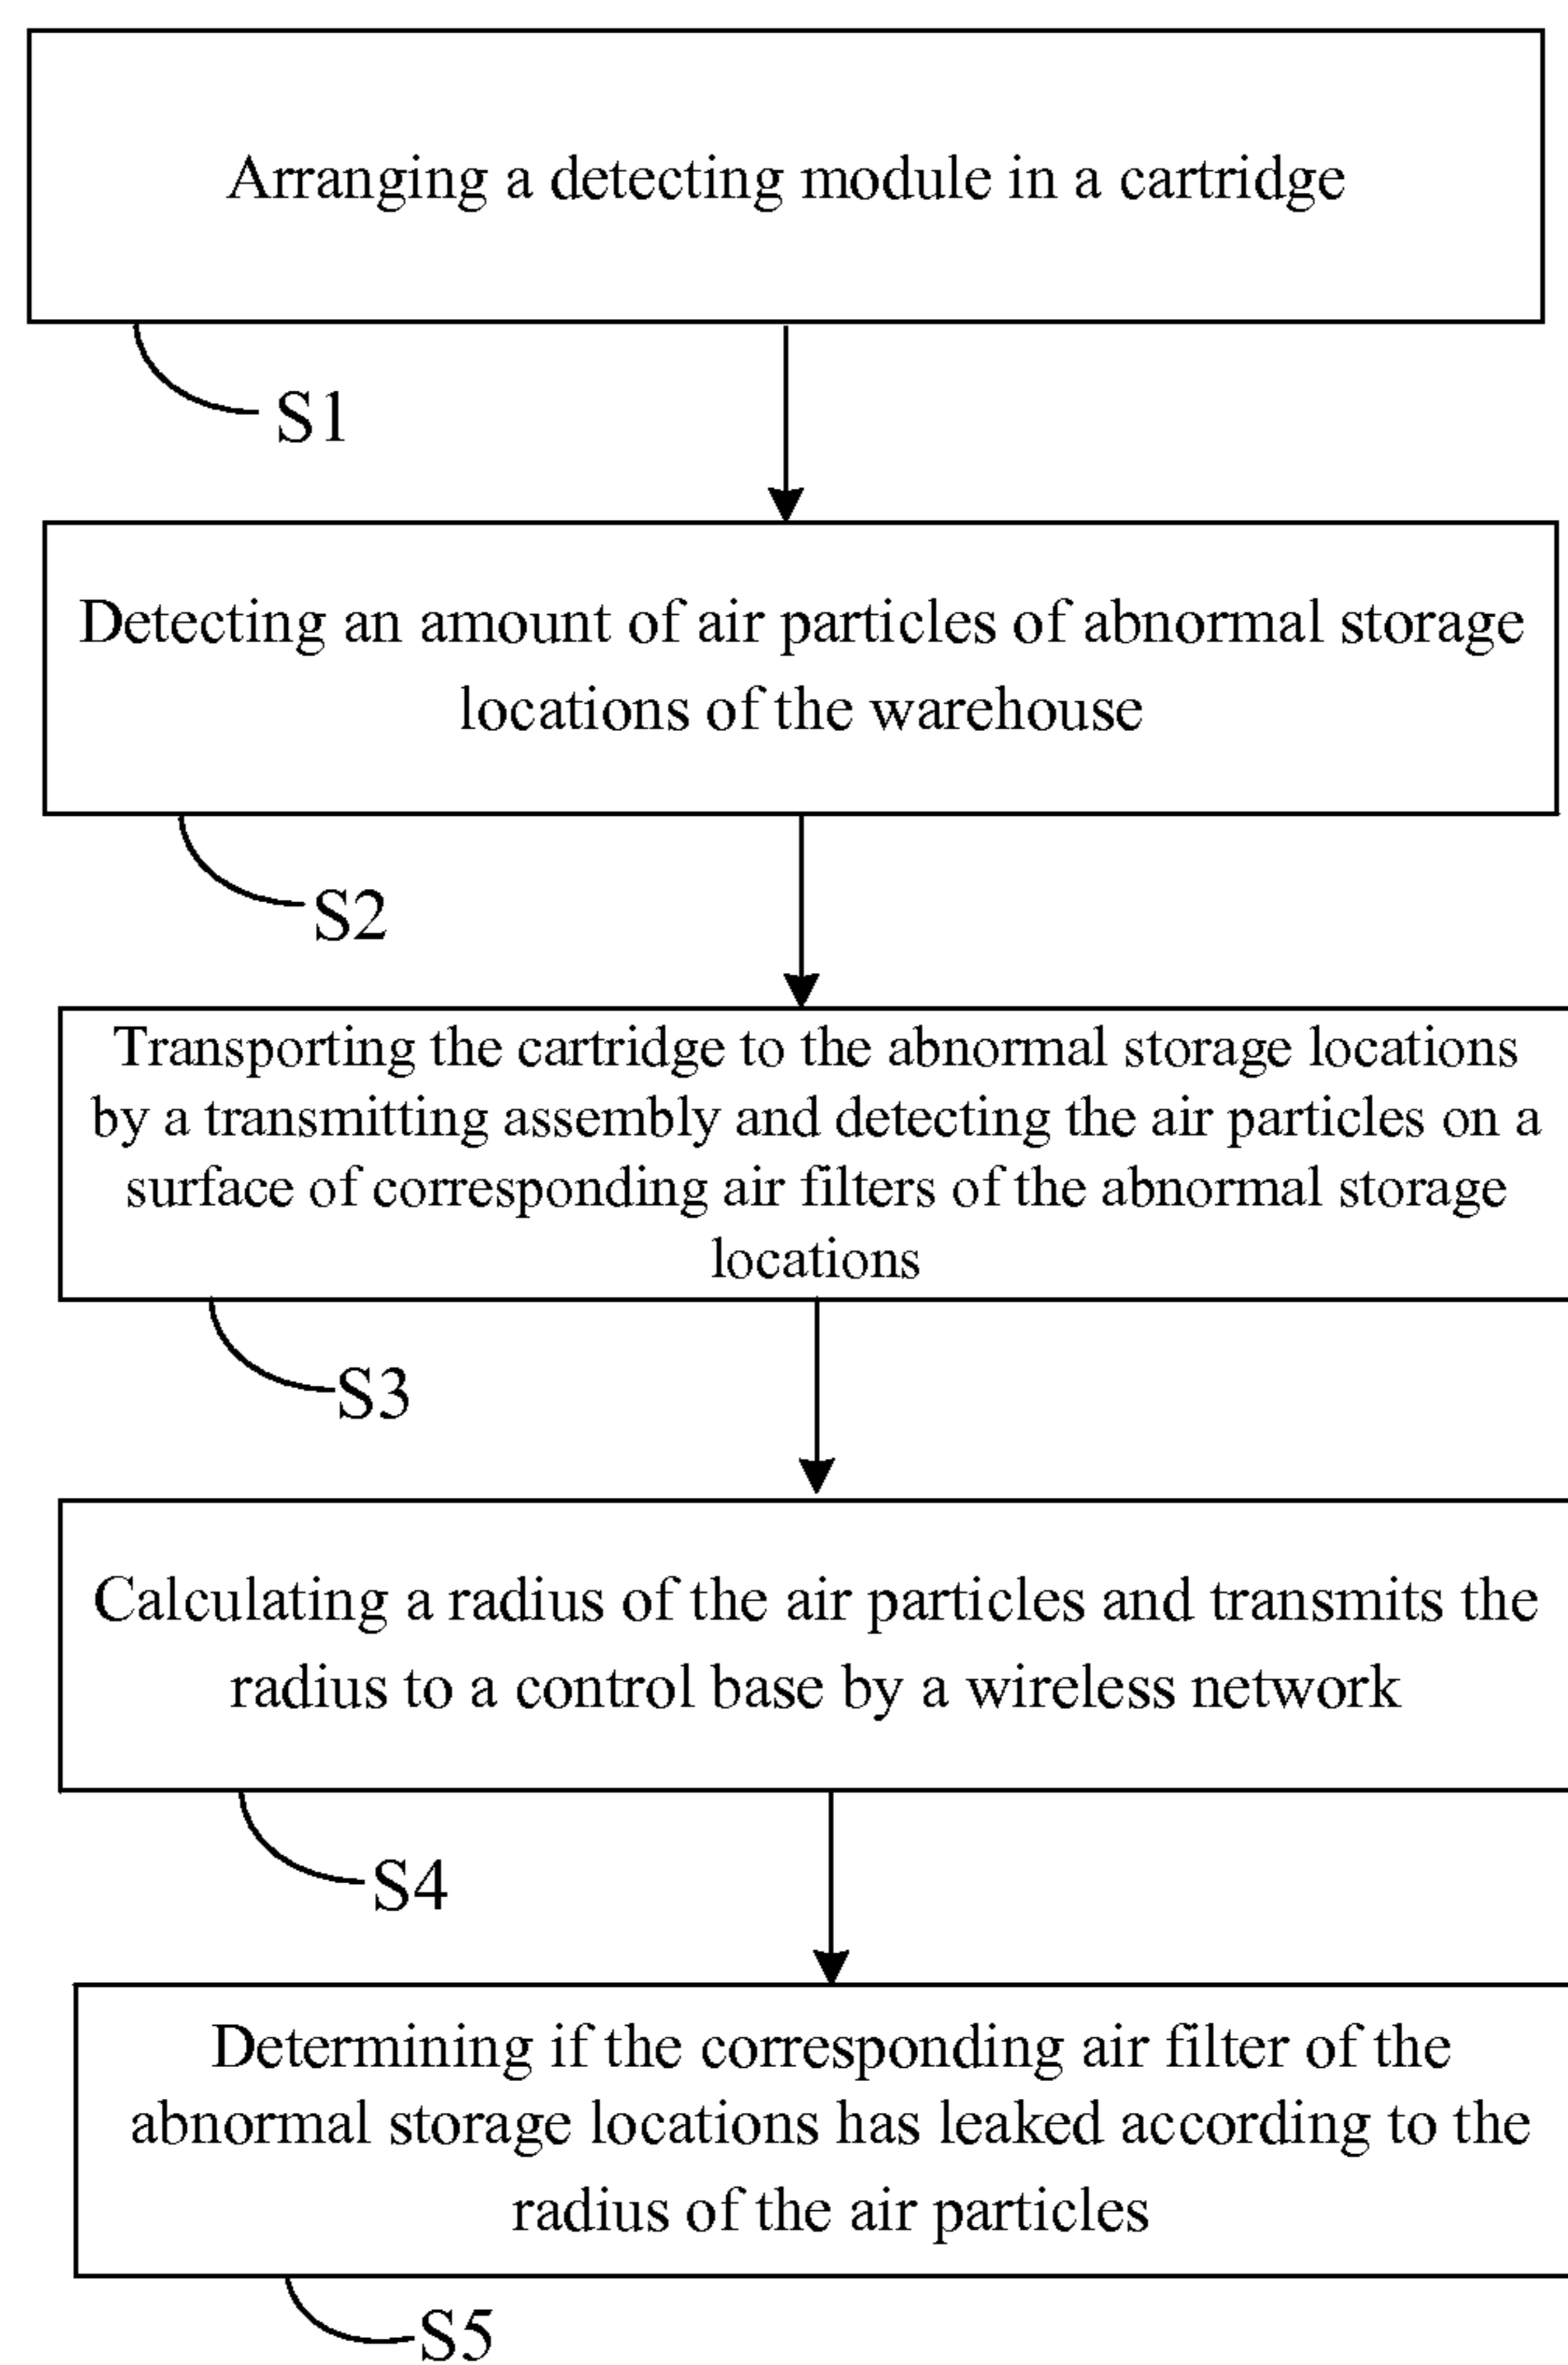 Arranging a detecting module in a cartridge
S1
Detecting an amount of air particles of abnormal storage
locations of the warehouse
S2
Transporting the cartridge to the abnormal storage locations
by a transmitting assembly and detecting the air particles on a
surface of corresponding air filters of the abnormal storage
locations
S3
Calculating a radius of the air particles and transmits the
radius to a control base by a wireless network
S4
Determining if the corresponding air filter of the
abnormal storage locations has leaked according to the
radius of the air particles
S5